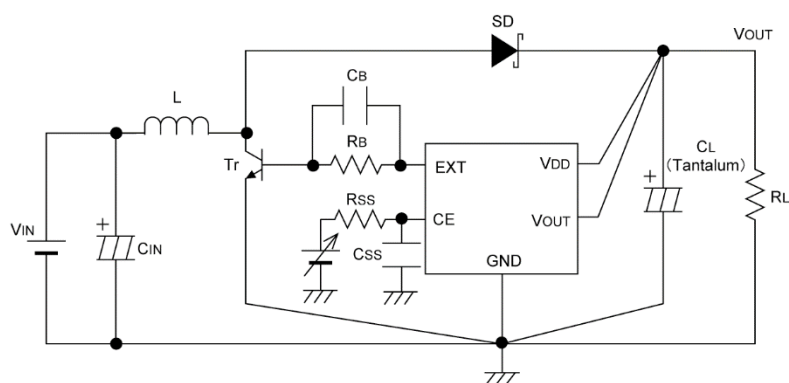 SD
VOUT
CB
L
RB
Tr
EXT
VDD
CL
(Tantalum)
+
RL
RSS
CE
VOUT
VIN
+
CIN
CSS
GND